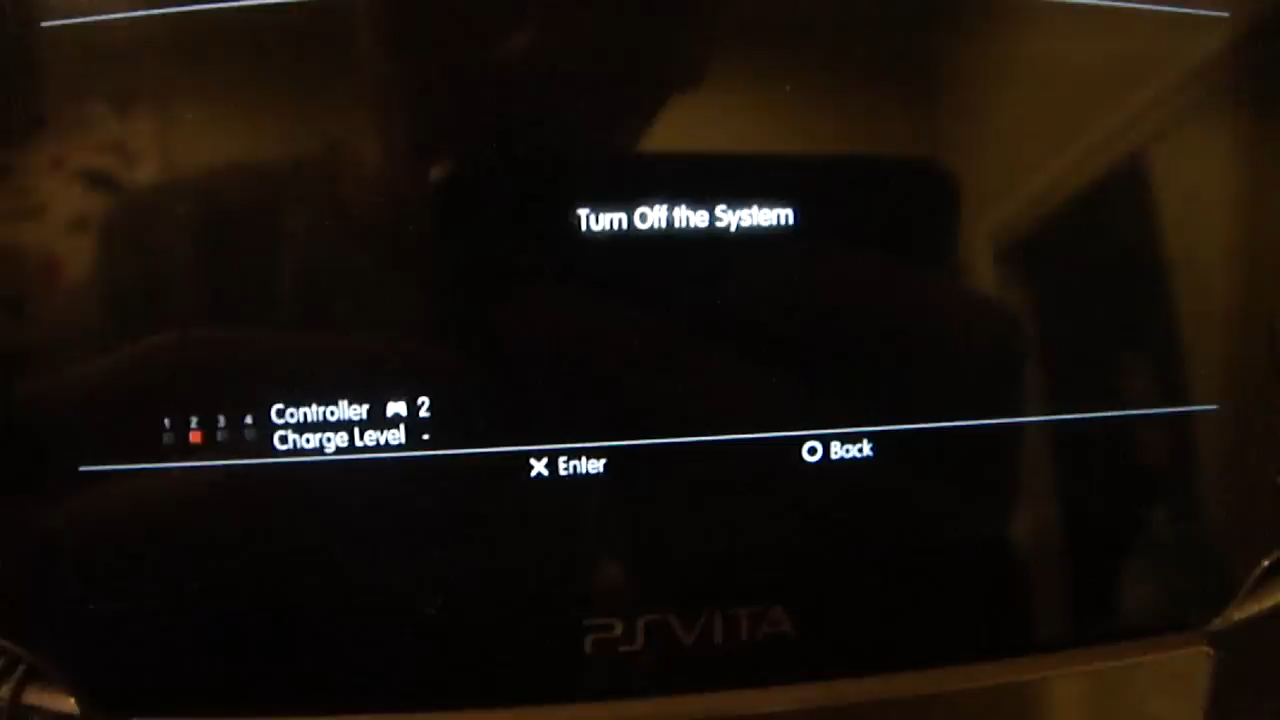 Turn Off the System
1 2 3 4
Controller 2
Charge Level -
Enter
Back
PSVITA